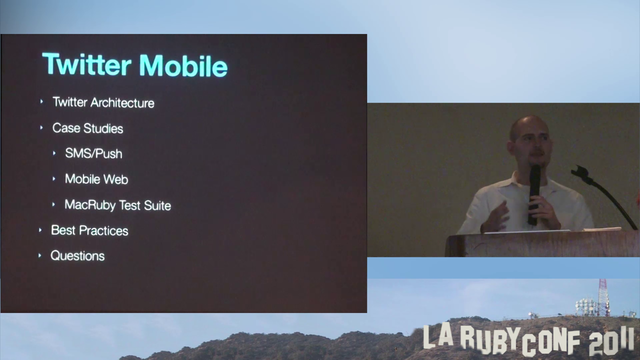 Twitter Mobile
Twitter Architecture
Case Studies
SMS/Push
Mobile Web
MacRuby Test Suite
Best Practices
Questions
LA RUBYCONF 2011